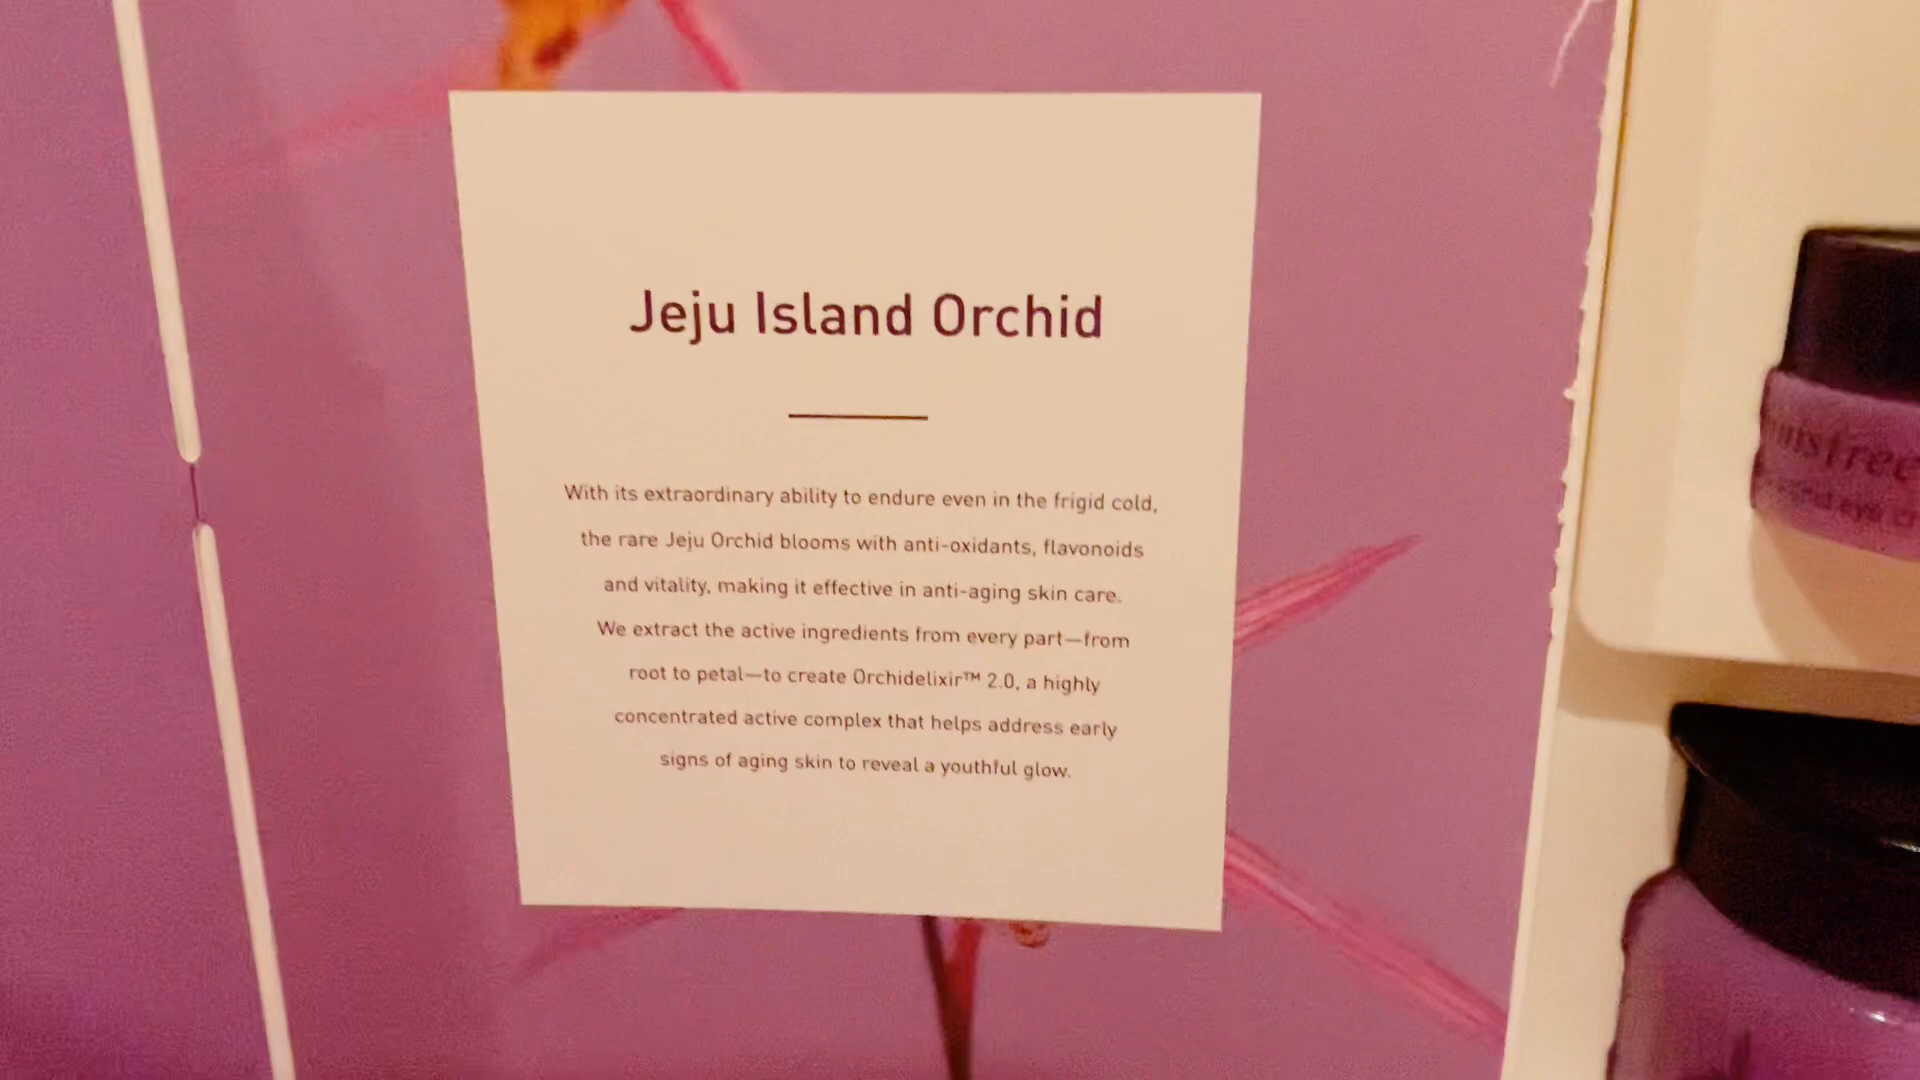 Jeju Island Orchid
With its extraordinary ability to endure even in the frigid cold,
the rare Jeju Orchid blooms with anti-oxidants, flavonoids
and vitality, making it effective in anti-aging skin care.
We extract the active ingredients from every part—from
root to petal—to create Orchidelixir™ 2.0, a highly
concentrated active complex that helps address early
signs of aging skin to reveal a youthful glow.
innisfree
eye